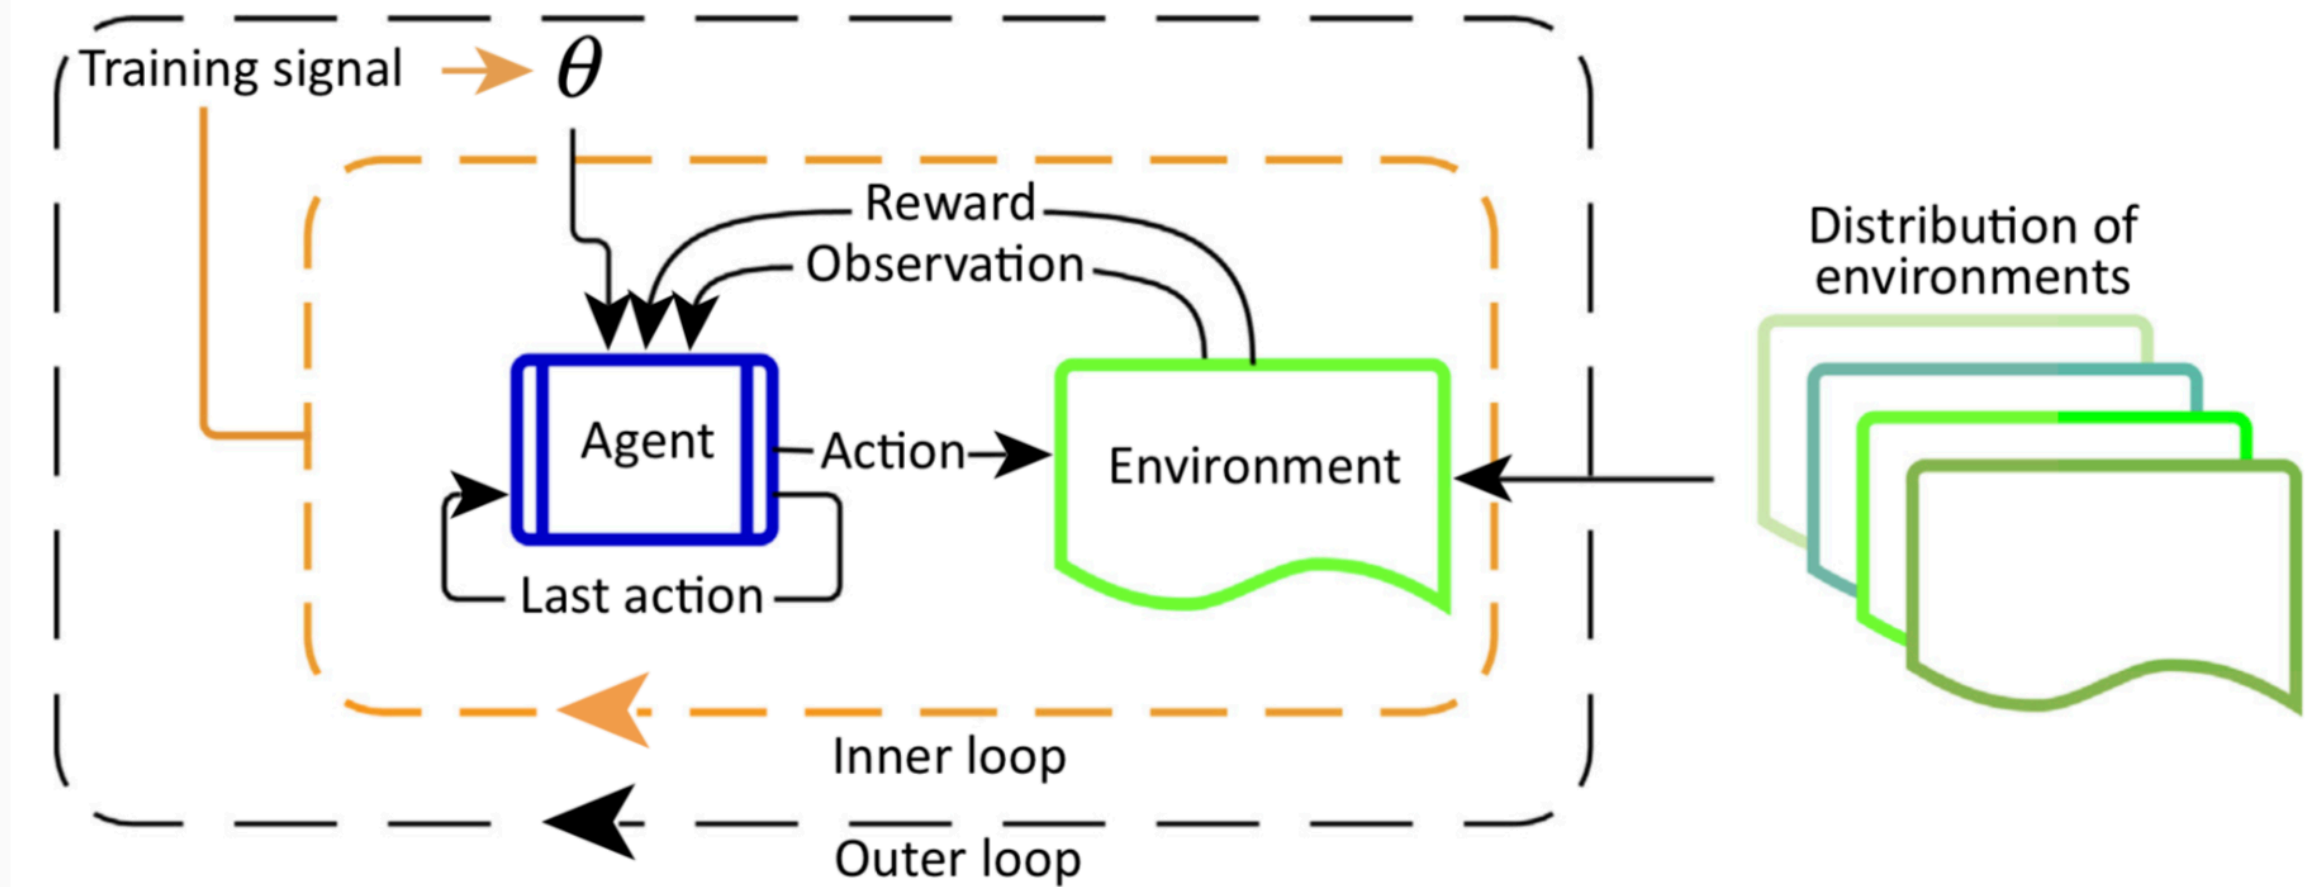 Training signal
θ
Reward
Observation
Distribution of
environments
Agent
Action
Environment
Last action
Inner loop
Outer loop